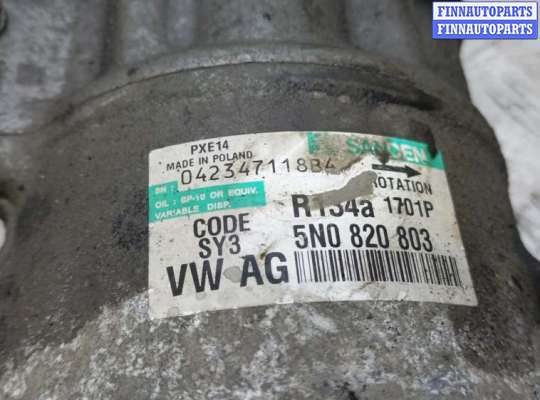 FINNAUTOPARTS
FINNAUTOPARTS
PXE14
MADE IN POLAND
SANDEN
SN : 042347118B4
ROTATION
OIL : SP-10 OR EQUIV.
VARIABLE DISP.
R134a 1701P
CODE
SY3
5N0 820 803
VW AG